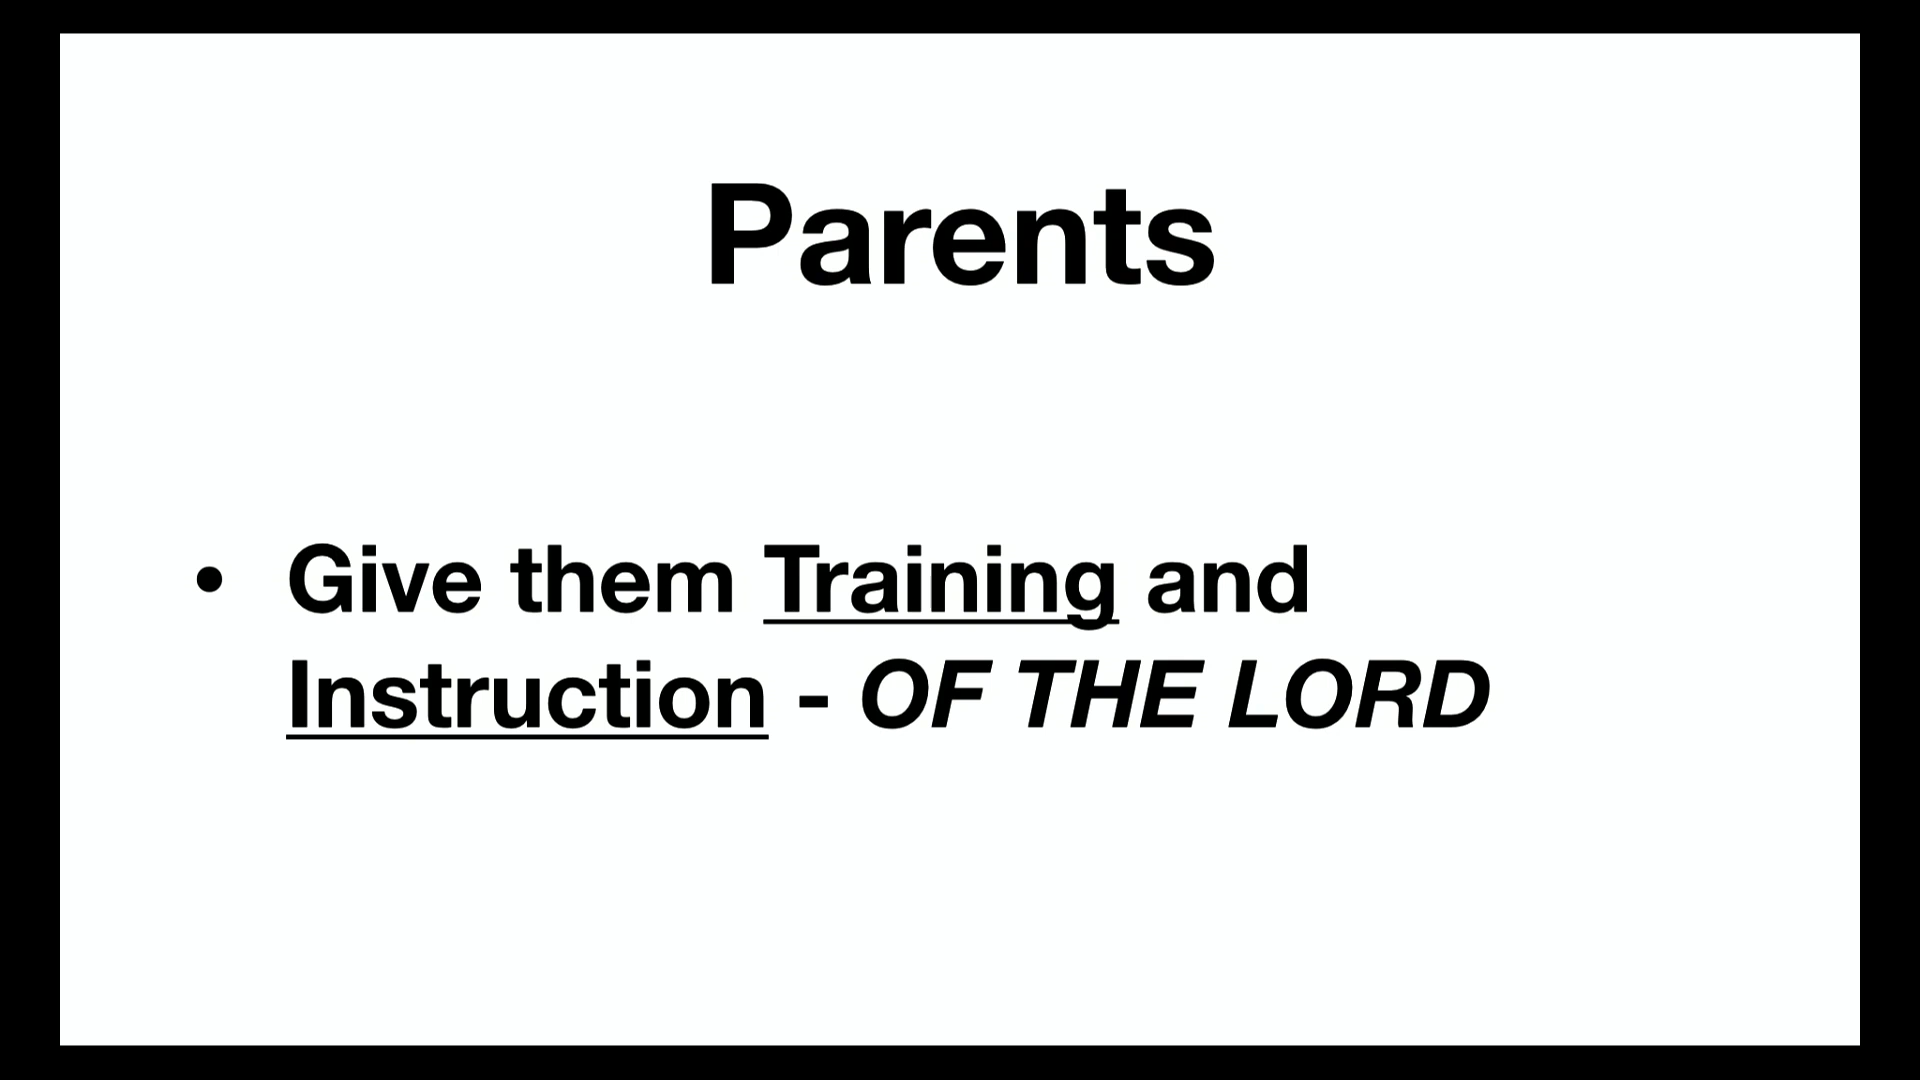 Parents
• Give them Training and
Instruction - OF THE LORD